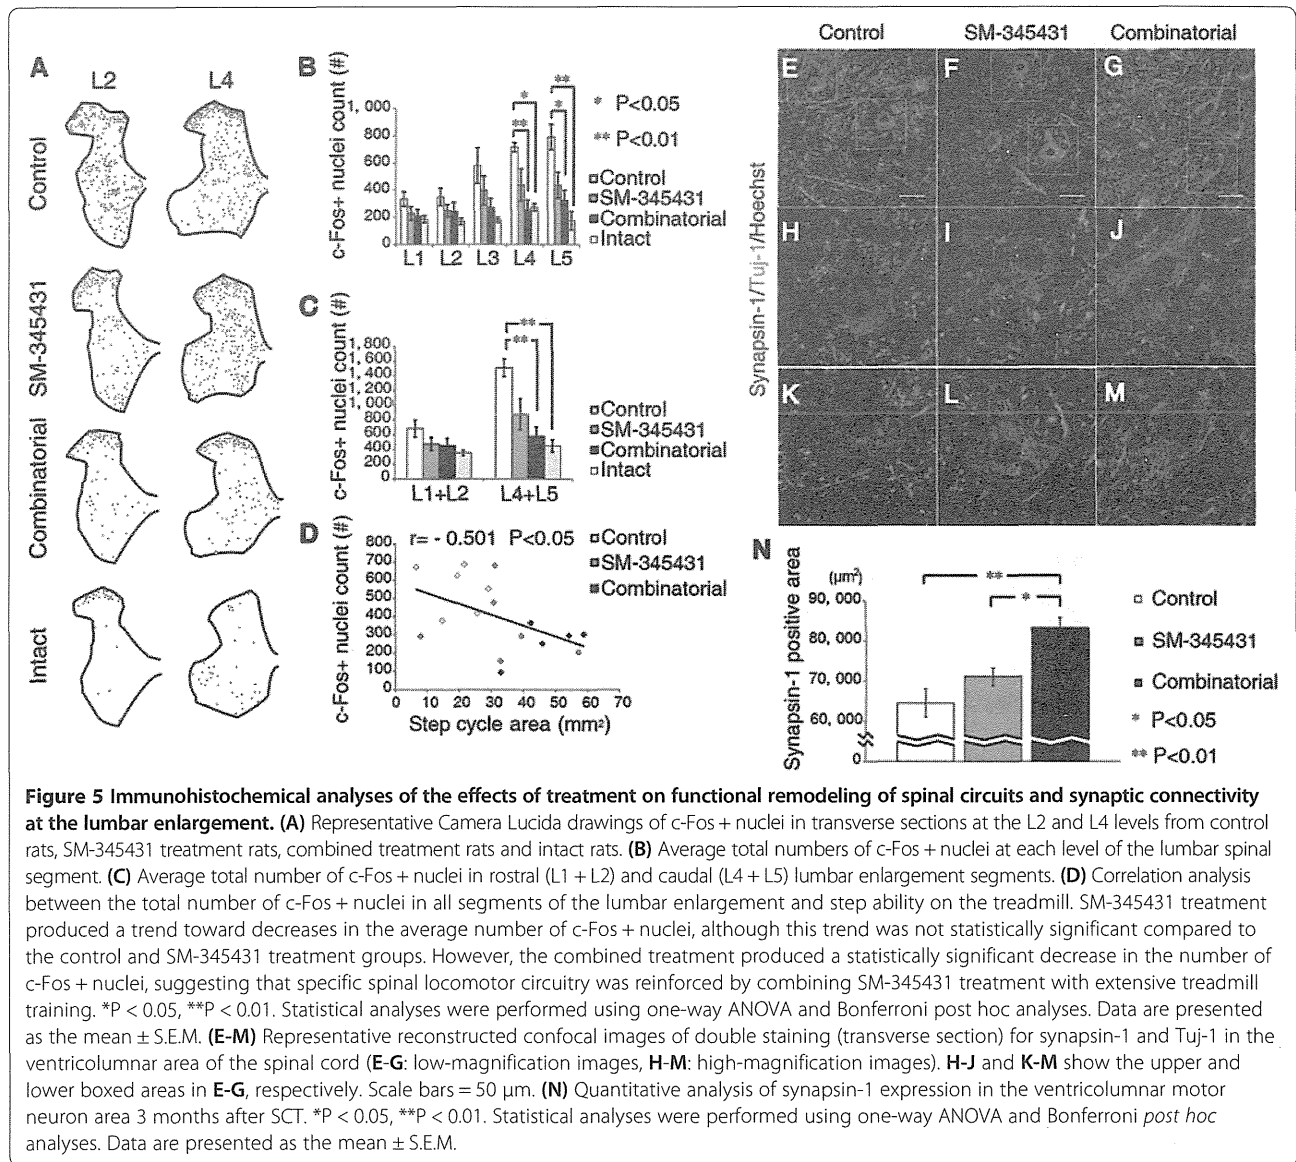 A
L2
L4
Control
SM-345431
Combinatorial
Intact
B
c-Fos+ nuclei count (#)
1, 000
800
600
400
200
0
L1 L2 L3 L4 L5
* ** ** *
* P<0.05
** P<0.01
Control
SM-345431
Combinatorial
Intact
C
c-Fos+ nuclei count (#)
1, 800
1, 600
1, 400
1, 200
1, 000
800
600
400
200
0
L1+L2 L4+L5
**
**
Control
SM-345431
Combinatorial
Intact
D
c-Fos+ nuclei count (#)
r= - 0.501 P<0.05
800
700
600
500
400
300
200
100
0
0 10 20 30 40 50 60 70
Step cycle area (mm²)
Control
SM-345431
Combinatorial
Control SM-345431 Combinatorial
Synapsin-1/Tuj-1/Hoechst
E F G
H I J
K L M
N
Synapsin-1 positive area
(μm²)
90, 000
80, 000
70, 000
60, 000
0
**
*
Control
SM-345431
Combinatorial
* P<0.05
** P<0.01
Figure 5 Immunohistochemical analyses of the effects of treatment on functional remodeling of spinal circuits and synaptic connectivity
at the lumbar enlargement. (A) Representative Camera Lucida drawings of c-Fos + nuclei in transverse sections at the L2 and L4 levels from control
rats, SM-345431 treatment rats, combined treatment rats and intact rats. (B) Average total numbers of c-Fos + nuclei at each level of the lumbar spinal
segment. (C) Average total number of c-Fos + nuclei in rostral (L1 + L2) and caudal (L4 + L5) lumbar enlargement segments. (D) Correlation analysis
between the total number of c-Fos + nuclei in all segments of the lumbar enlargement and step ability on the treadmill. SM-345431 treatment
produced a trend toward decreases in the average number of c-Fos + nuclei, although this trend was not statistically significant compared to
the control and SM-345431 treatment groups. However, the combined treatment produced a statistically significant decrease in the number of
c-Fos + nuclei, suggesting that specific spinal locomotor circuitry was reinforced by combining SM-345431 treatment with extensive treadmill
training. *P < 0.05, **P < 0.01. Statistical analyses were performed using one-way ANOVA and Bonferroni post hoc analyses. Data are presented
as the mean ± S.E.M. (E-M) Representative reconstructed confocal images of double staining (transverse section) for synapsin-1 and Tuj-1 in the
ventricolumnar area of the spinal cord (E-G: low-magnification images, H-M: high-magnification images). H-J and K-M show the upper and
lower boxed areas in E-G, respectively. Scale bars = 50 μm. (N) Quantitative analysis of synapsin-1 expression in the ventricolumnar motor
neuron area 3 months after SCT. *P < 0.05, **P < 0.01. Statistical analyses were performed using one-way ANOVA and Bonferroni post hoc
analyses. Data are presented as the mean ± S.E.M.